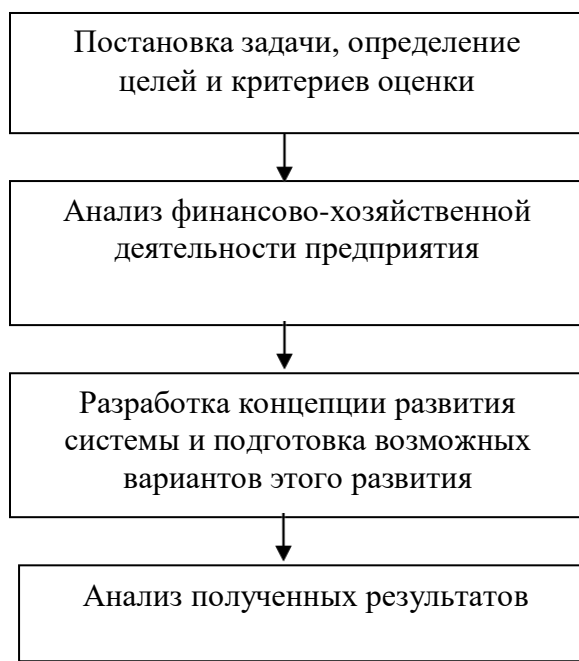 Постановка задачи, определение
целей и критериев оценки
Анализ финансово-хозяйственной
деятельности предприятия
Разработка концепции развития
системы и подготовка возможных
вариантов этого развития
Анализ полученных результатов